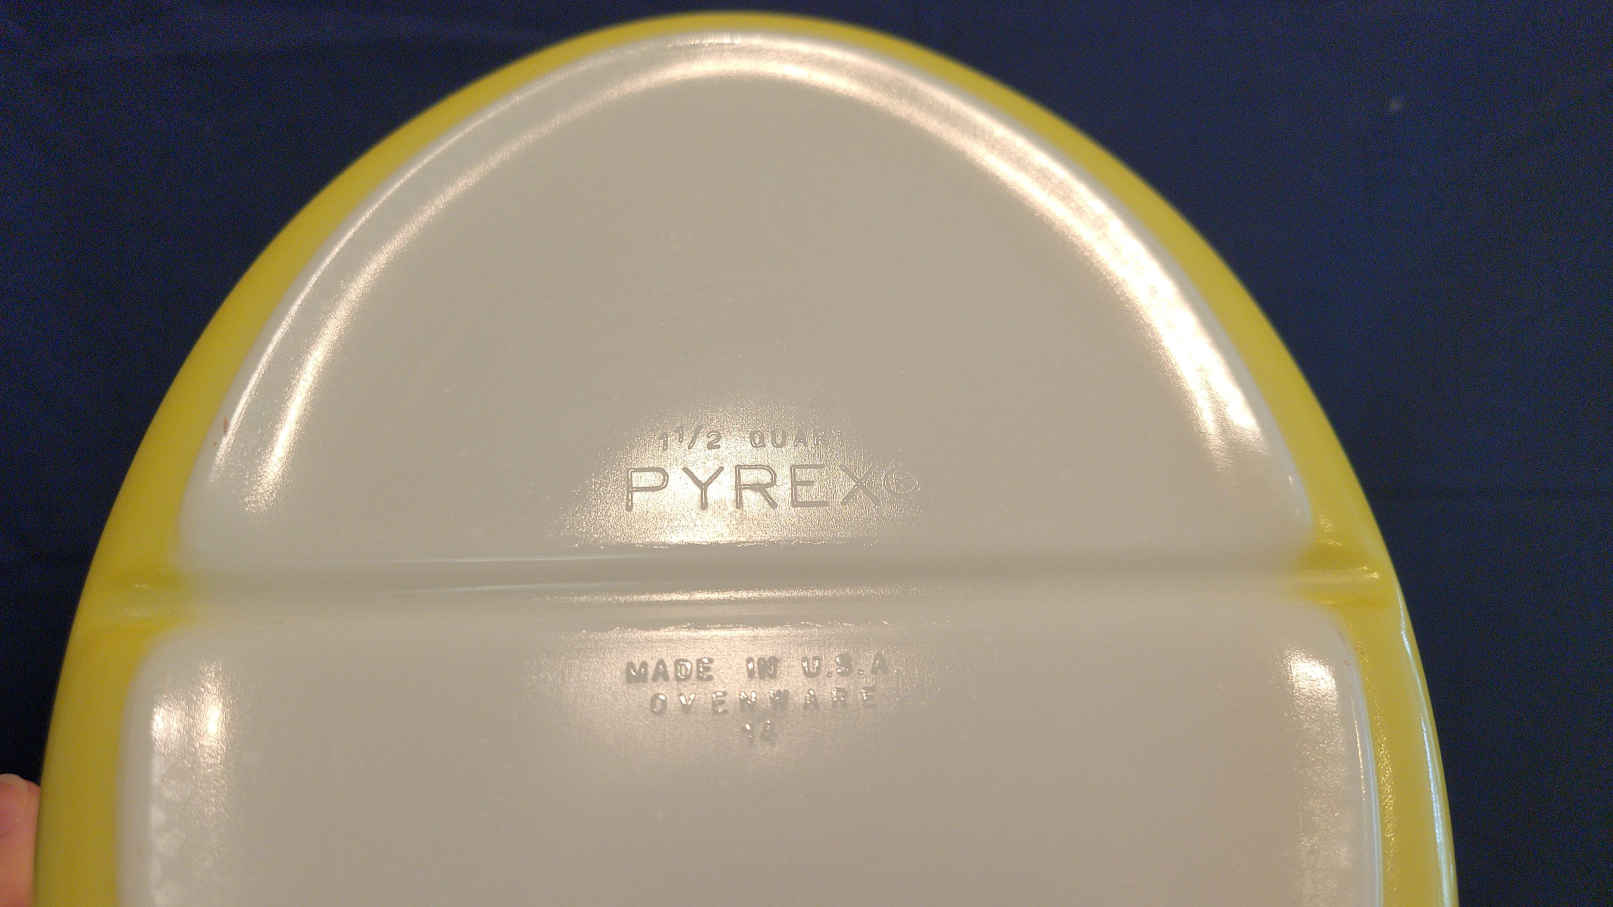 1 1/2 QUART
PYREX©
MADE IN U.S.A.
OVENWARE
14